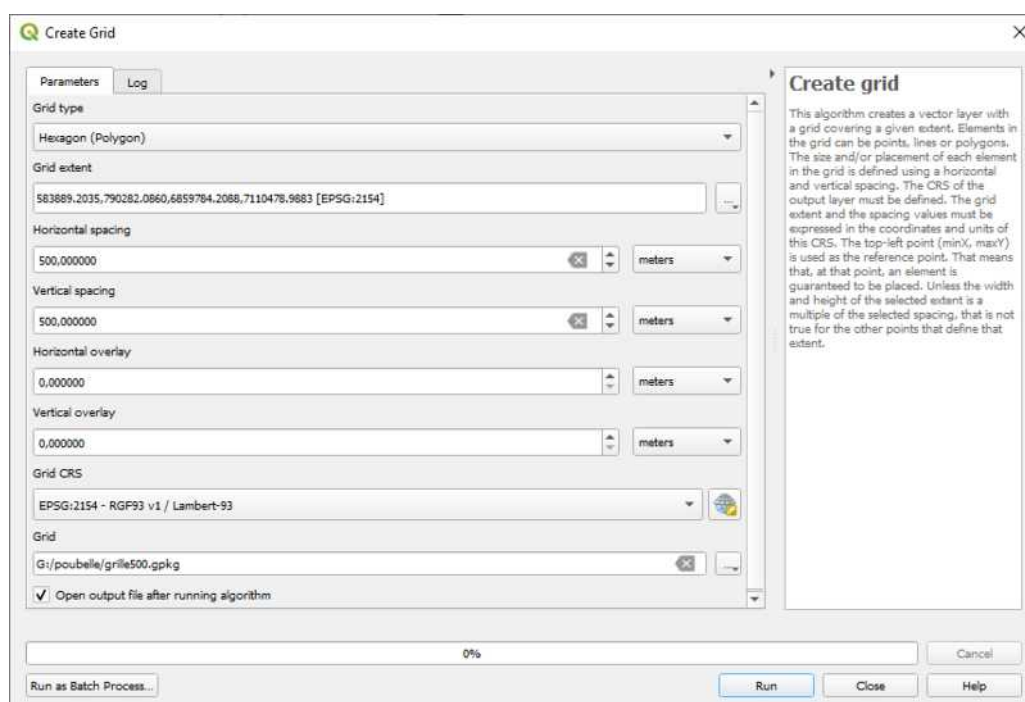 Create Grid
Parameters
Log
Grid type
Hexagon (Polygon)
Grid extent
583889.2035,790282.0860,6859784.2088,7110478.9883 [EPSG:2154]
...
Horizontal spacing
500,000000
meters
Vertical spacing
500,000000
meters
Horizontal overlay
0,000000
meters
Vertical overlay
0,000000
meters
Grid CRS
EPSG:2154 - RGF93 v1 / Lambert-93
Grid
G:/poubelle/grille500.gpkg
...
Open output file after running algorithm
Create grid
This algorithm creates a vector layer with
a grid covering a given extent. Elements in
the grid can be points, lines or polygons.
The size and/or placement of each element
in the grid is defined using a horizontal
and vertical spacing. The CRS of the
output layer must be defined. The grid
extent and the spacing values must be
expressed in the coordinates and units of
this CRS. The top-left point (minX, maxY)
is used as the reference point. That means
that, at that point, an element is
guaranteed to be placed. Unless the width
and height of the selected extent is a
multiple of the selected spacing, that is not
true for the other points that define that
extent.
0%
Cancel
Run as Batch Process...
Run
Close
Help